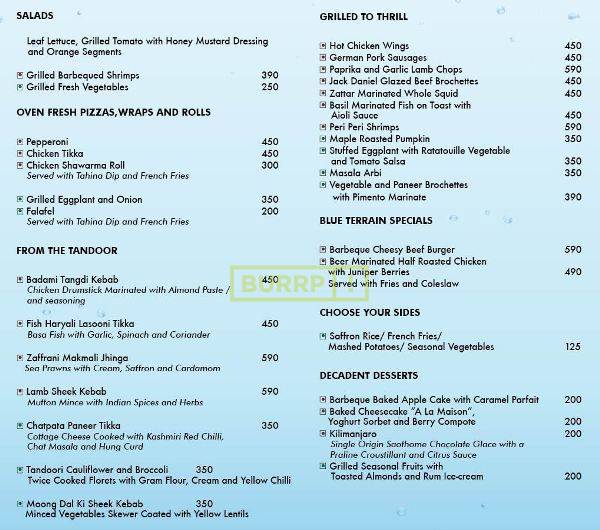 SALADS
Leaf Lettuce, Grilled Tomato with Honey Mustard Dressing
and Orange Segments
Grilled Barbequed Shrimps 390
Grilled Fresh Vegetables 250
OVEN FRESH PIZZAS,WRAPS AND ROLLS
Pepperoni 450
Chicken Tikka 450
Chicken Shawarma Roll 300
Served with Tahina Dip and French Fries
Grilled Eggplant and Onion 350
Falafel 200
Served with Tahina Dip and French Fries
FROM THE TANDOOR
Badami Tangdi Kebab 450
Chicken Drumstick Marinated with Almond Paste /
and seasoning
Fish Haryali Lasooni Tikka 450
Basa Fish with Garlic, Spinach and Coriander
Zaffrani Makmali Jhinga 590
Sea Prawns with Cream, Saffron and Cardamom
Lamb Sheek Kebab 590
Mutton Mince with Indian Spices and Herbs
Chatpata Paneer Tikka 350
Cottage Cheese Cooked with Kashmiri Red Chilli,
Chat Masala and Hung Curd
Tandoori Cauliflower and Broccoli 350
Twice Cooked Florets with Gram Flour, Cream and Yellow Chilli
Moong Dal Ki Sheek Kebab 350
Minced Vegetables Skewer Coated with Yellow Lentils
GRILLED TO THRILL
Hot Chicken Wings 450
German Pork Sausages 450
Paprika and Garlic Lamb Chops 590
Jack Daniel Glazed Beef Brochettes 450
Zattar Marinated Whole Squid 450
Basil Marinated Fish on Toast with
Aioli Sauce 450
Peri Peri Shrimps 590
Maple Roasted Pumpkin 350
Stuffed Eggplant with Ratatouille Vegetable
and Tomato Salsa 350
Masala Arbi 350
Vegetable and Paneer Brochettes
with Pimento Marinate 390
BLUE TERRAIN SPECIALS
Barbeque Cheesy Beef Burger 590
Beer Marinated Half Roasted Chicken
with Juniper Berries 490
Served with Fries and Coleslaw
CHOOSE YOUR SIDES
Saffron Rice/ French Fries/
Mashed Potatoes/ Seasonal Vegetables 125
DECADENT DESSERTS
Barbeque Baked Apple Cake with Caramel Parfait 200
Baked Cheesecake "A La Maison",
Yoghurt Sorbet and Berry Compote 200
Kilimanjaro 200
Single Origin Saothome Chocolate Glace with a
Praline Croustillant and Citrus Sauce
Grilled Seasonal Fruits with
Toasted Almonds and Rum Ice-cream 200
BURRP